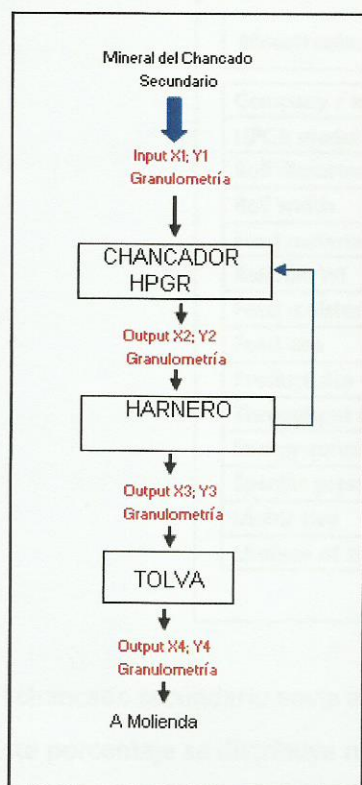 Mineral del Chancado
Secundario
Input X1; Y1
Granulometría
CHANCADOR
HPGR
Output X2; Y2
Granulometría
HARNERO
Output X3; Y3
Granulometría
TOLVA
Output X4; Y4
Granulometría
A Molienda